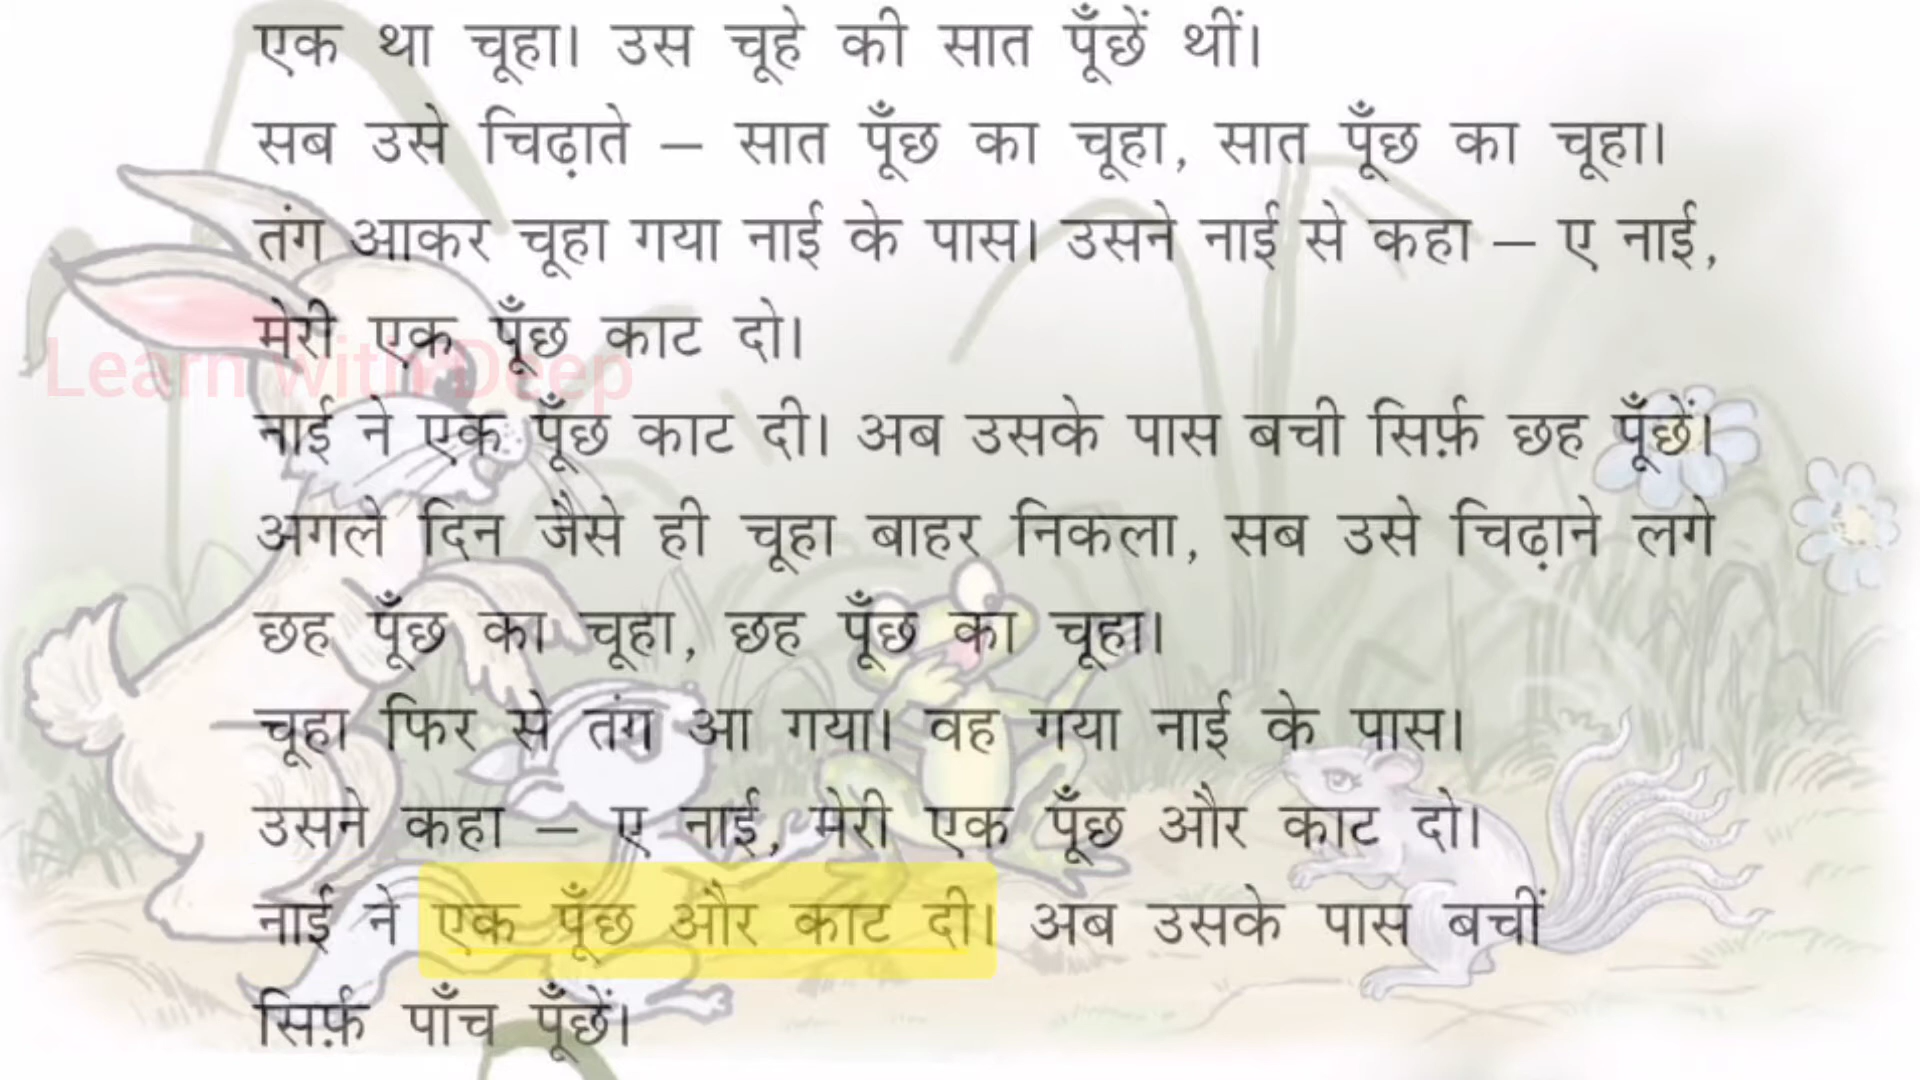 एक था चूहा। उस चूहे की सात पूँछें थीं।
सब उसे चिढ़ाते – सात पूँछ का चूहा, सात पूँछ का चूहा।
तंग आकर चूहा गया नाई के पास। उसने नाई से कहा – ए नाई,
मेरी एक पूँछ काट दो।
Learn with Deep
नाई ने एक पूँछ काट दी। अब उसके पास बची सिर्फ़ छह पूँछें।
अगले दिन जैसे ही चूहा बाहर निकला, सब उसे चिढ़ाने लगे
छह पूँछ का चूहा, छह पूँछ का चूहा।
चूहा फिर से तंग आ गया। वह गया नाई के पास।
उसने कहा – ए नाई, मेरी एक पूँछ और काट दो।
नाई ने एक पूँछ और काट दी। अब उसके पास बचीं
सिर्फ़ पाँच पूँछें।